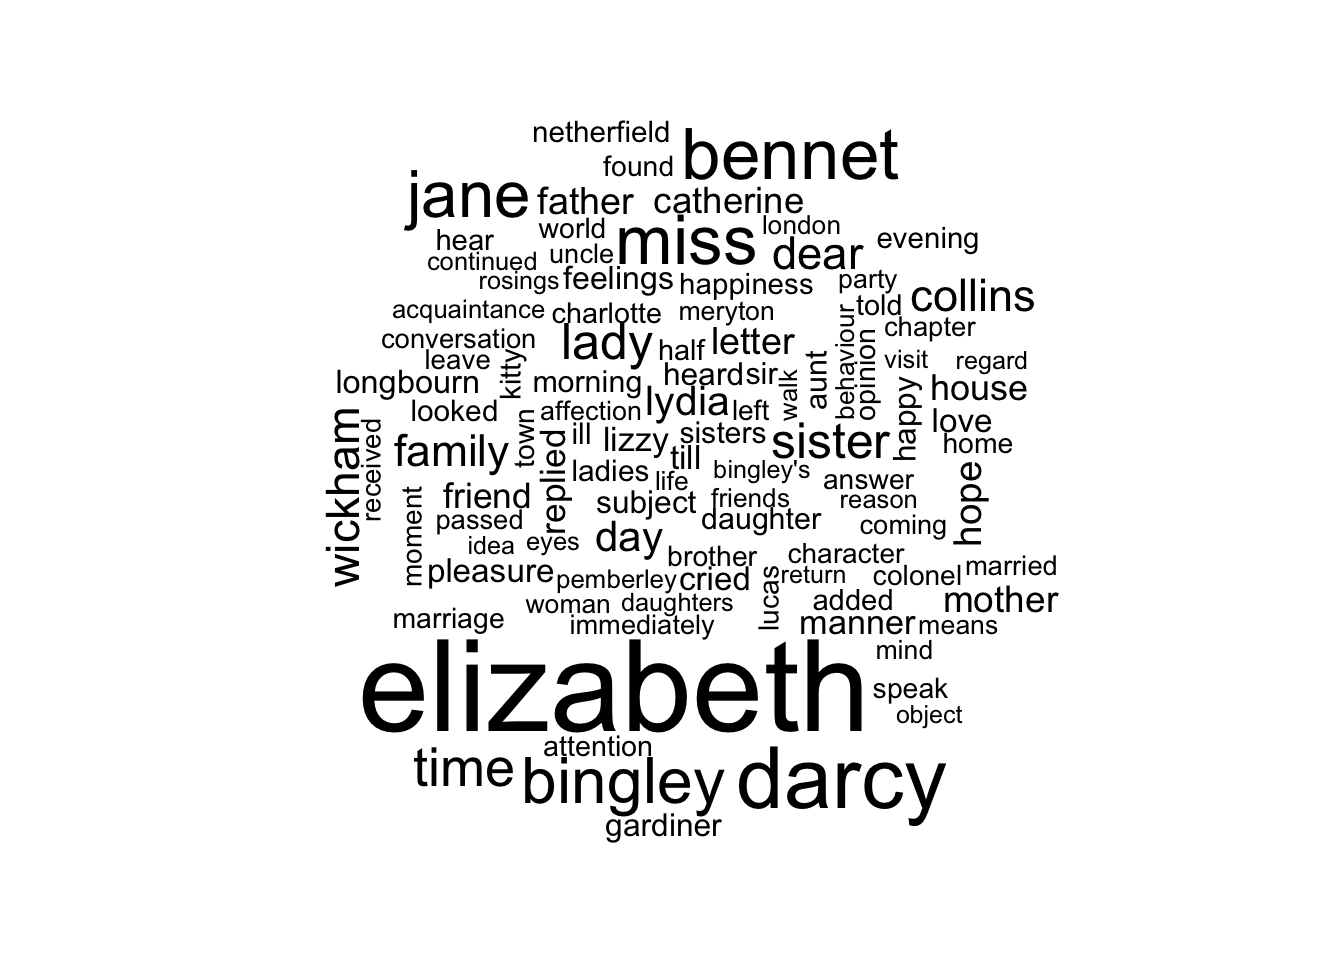 netherfield bennet
found
jane father catherine
world miss london
hear uncle dear evening
continued
rosings feelings happiness party
acquaintance charlotte meryton told collins
conversation lady half letter behaviour opinion chapter
leave kitty aunt visit regard
longbourn morning heard sir walk happy house
looked affection lydia left love
wickham received family town replied ill lizzy sisters sister home
till
ladies life bingley's answer
friend subject friends reason hope
moment passed daughter coming
idea eyes day
brother character married
pleasure pemberley cried lucas return colonel
woman daughters added mother
marriage immediately manner means
elizabeth mind
speak
object
attention
time bingley darcy
gardiner